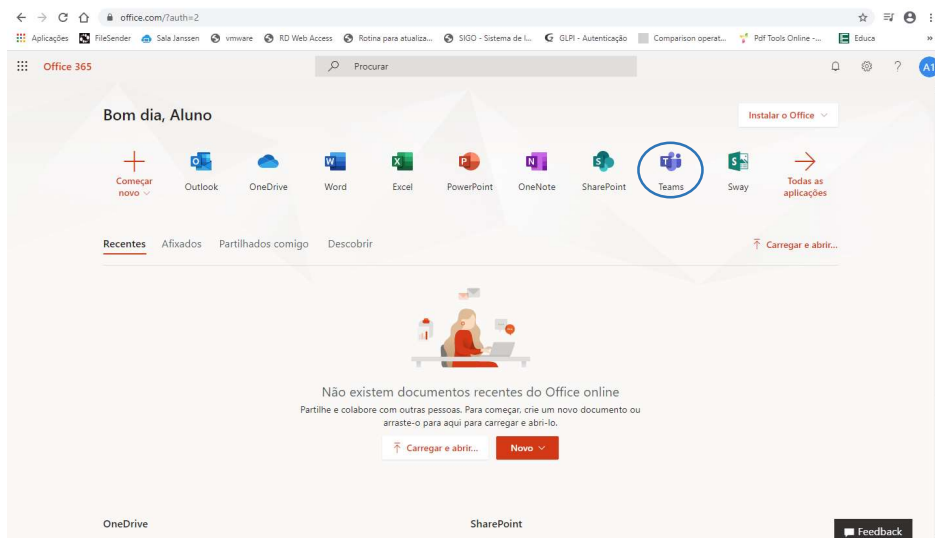 office.com/?auth=2
Aplicações FileSender Sala Janssen vmware RD Web Access Rotina para atualiza... SIGO - Sistema de I... GLPI - Autenticação Comparison operat... Pdf Tools Online -... Educa »
Office 365 Procurar ? A1
Bom dia, Aluno Instalar o Office
Começar novo Outlook OneDrive Word Excel PowerPoint OneNote SharePoint Teams Sway Todas as aplicações
Recentes Afixados Partilhados comigo Descobrir Carregar e abrir...
Não existem documentos recentes do Office online
Partilhe e colabore com outras pessoas. Para começar, crie um novo documento ou
arraste-o para aqui para carregar e abri-lo.
Carregar e abrir... Novo
OneDrive SharePoint
Feedback